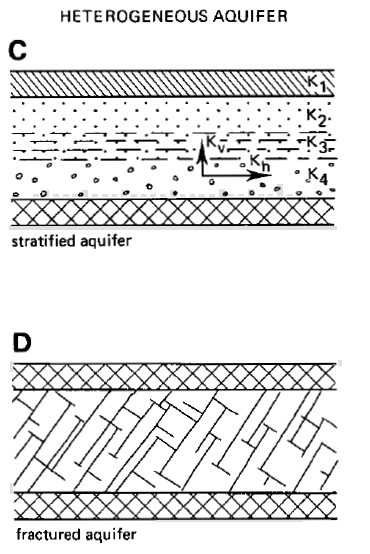 HETEROGENEOUS AQUIFER
C
K1
K2
Kv
K3
Kh
K4
stratified aquifer
D
fractured aquifer